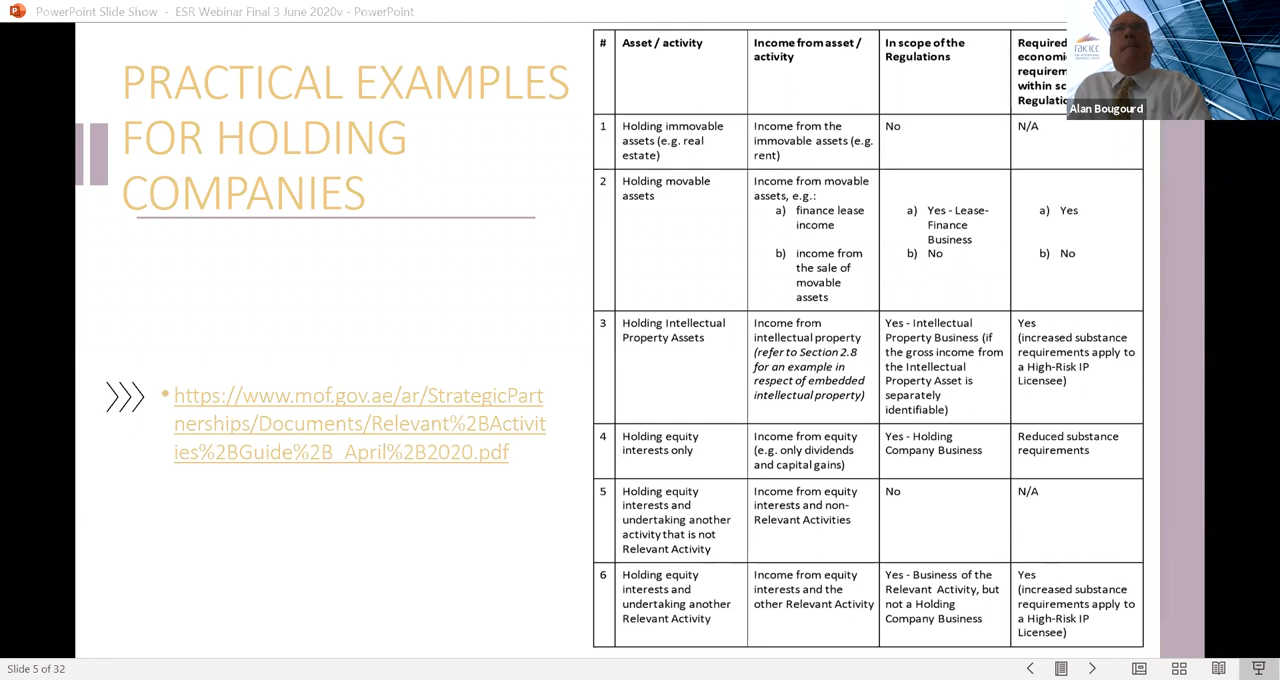 PowerPoint Slide Show - ESR Webinar Final 3 June 2020v - PowerPoint
PRACTICAL EXAMPLES
FOR HOLDING
COMPANIES
• https://www.mof.gov.ae/ar/StrategicPart
nerships/Documents/Relevant%2BActivit
ies%2BGuide%2B_April%2B2020.pdf
#
Asset / activity
Income from asset /
activity
In scope of the
Regulations
Required
economi
requirem
within sc
Regulatio
1
Holding immovable
assets (e.g. real
estate)
Income from the
immovable assets (e.g.
rent)
No
N/A
2
Holding movable
assets
Income from movable
assets, e.g.:
a) finance lease
income
b) income from
the sale of
movable
assets
a) Yes - Lease-
Finance
Business
b) No
a) Yes
b) No
3
Holding Intellectual
Property Assets
Income from
intellectual property
(refer to Section 2.8
for an example in
respect of embedded
intellectual property)
Yes - Intellectual
Property Business (if
the gross income from
the Intellectual
Property Asset is
separately
identifiable)
Yes
(increased substance
requirements apply to
a High-Risk IP
Licensee)
4
Holding equity
interests only
Income from equity
(e.g. only dividends
and capital gains)
Yes - Holding
Company Business
Reduced substance
requirements
5
Holding equity
interests and
undertaking another
activity that is not
Relevant Activity
Income from equity
interests and non-
Relevant Activities
No
N/A
6
Holding equity
interests and
undertaking another
Relevant Activity
Income from equity
interests and the
other Relevant Activity
Yes - Business of the
Relevant Activity, but
not a Holding
Company Business
Yes
(increased substance
requirements apply to
a High-Risk IP
Licensee)
rak icc
Alan Bougourd
Slide 5 of 32